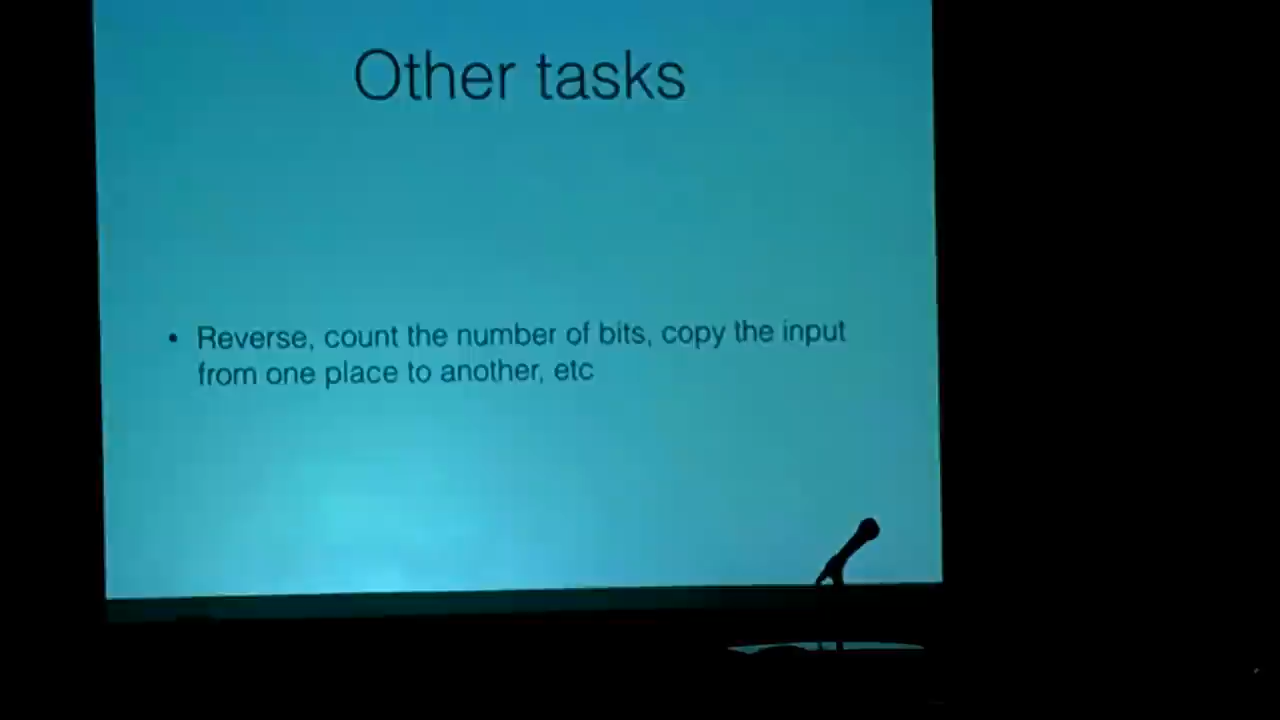 Other tasks
• Reverse, count the number of bits, copy the input
from one place to another, etc